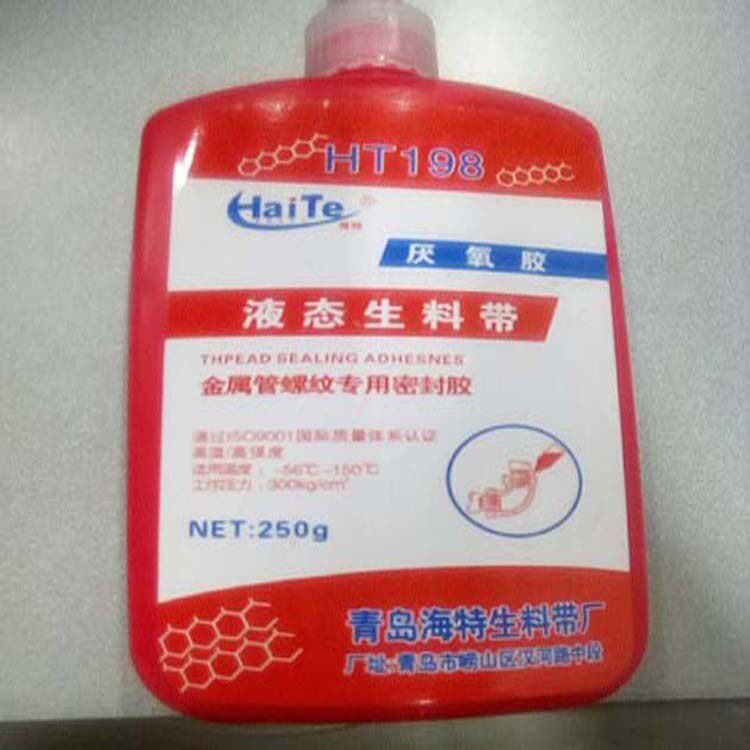 HT198
HaiTe®
海特
厌氧胶
液态生料带
THPEAD SEALING ADHESNES
金属管螺纹专用密封胶
通过ISO9001国际质量体系认证
高温/高强度
适用温度：-56℃-150℃
工作压力：300kg/cm²
NET:250g
青岛海特生料带厂
厂址:青岛市崂山区汉河路中段